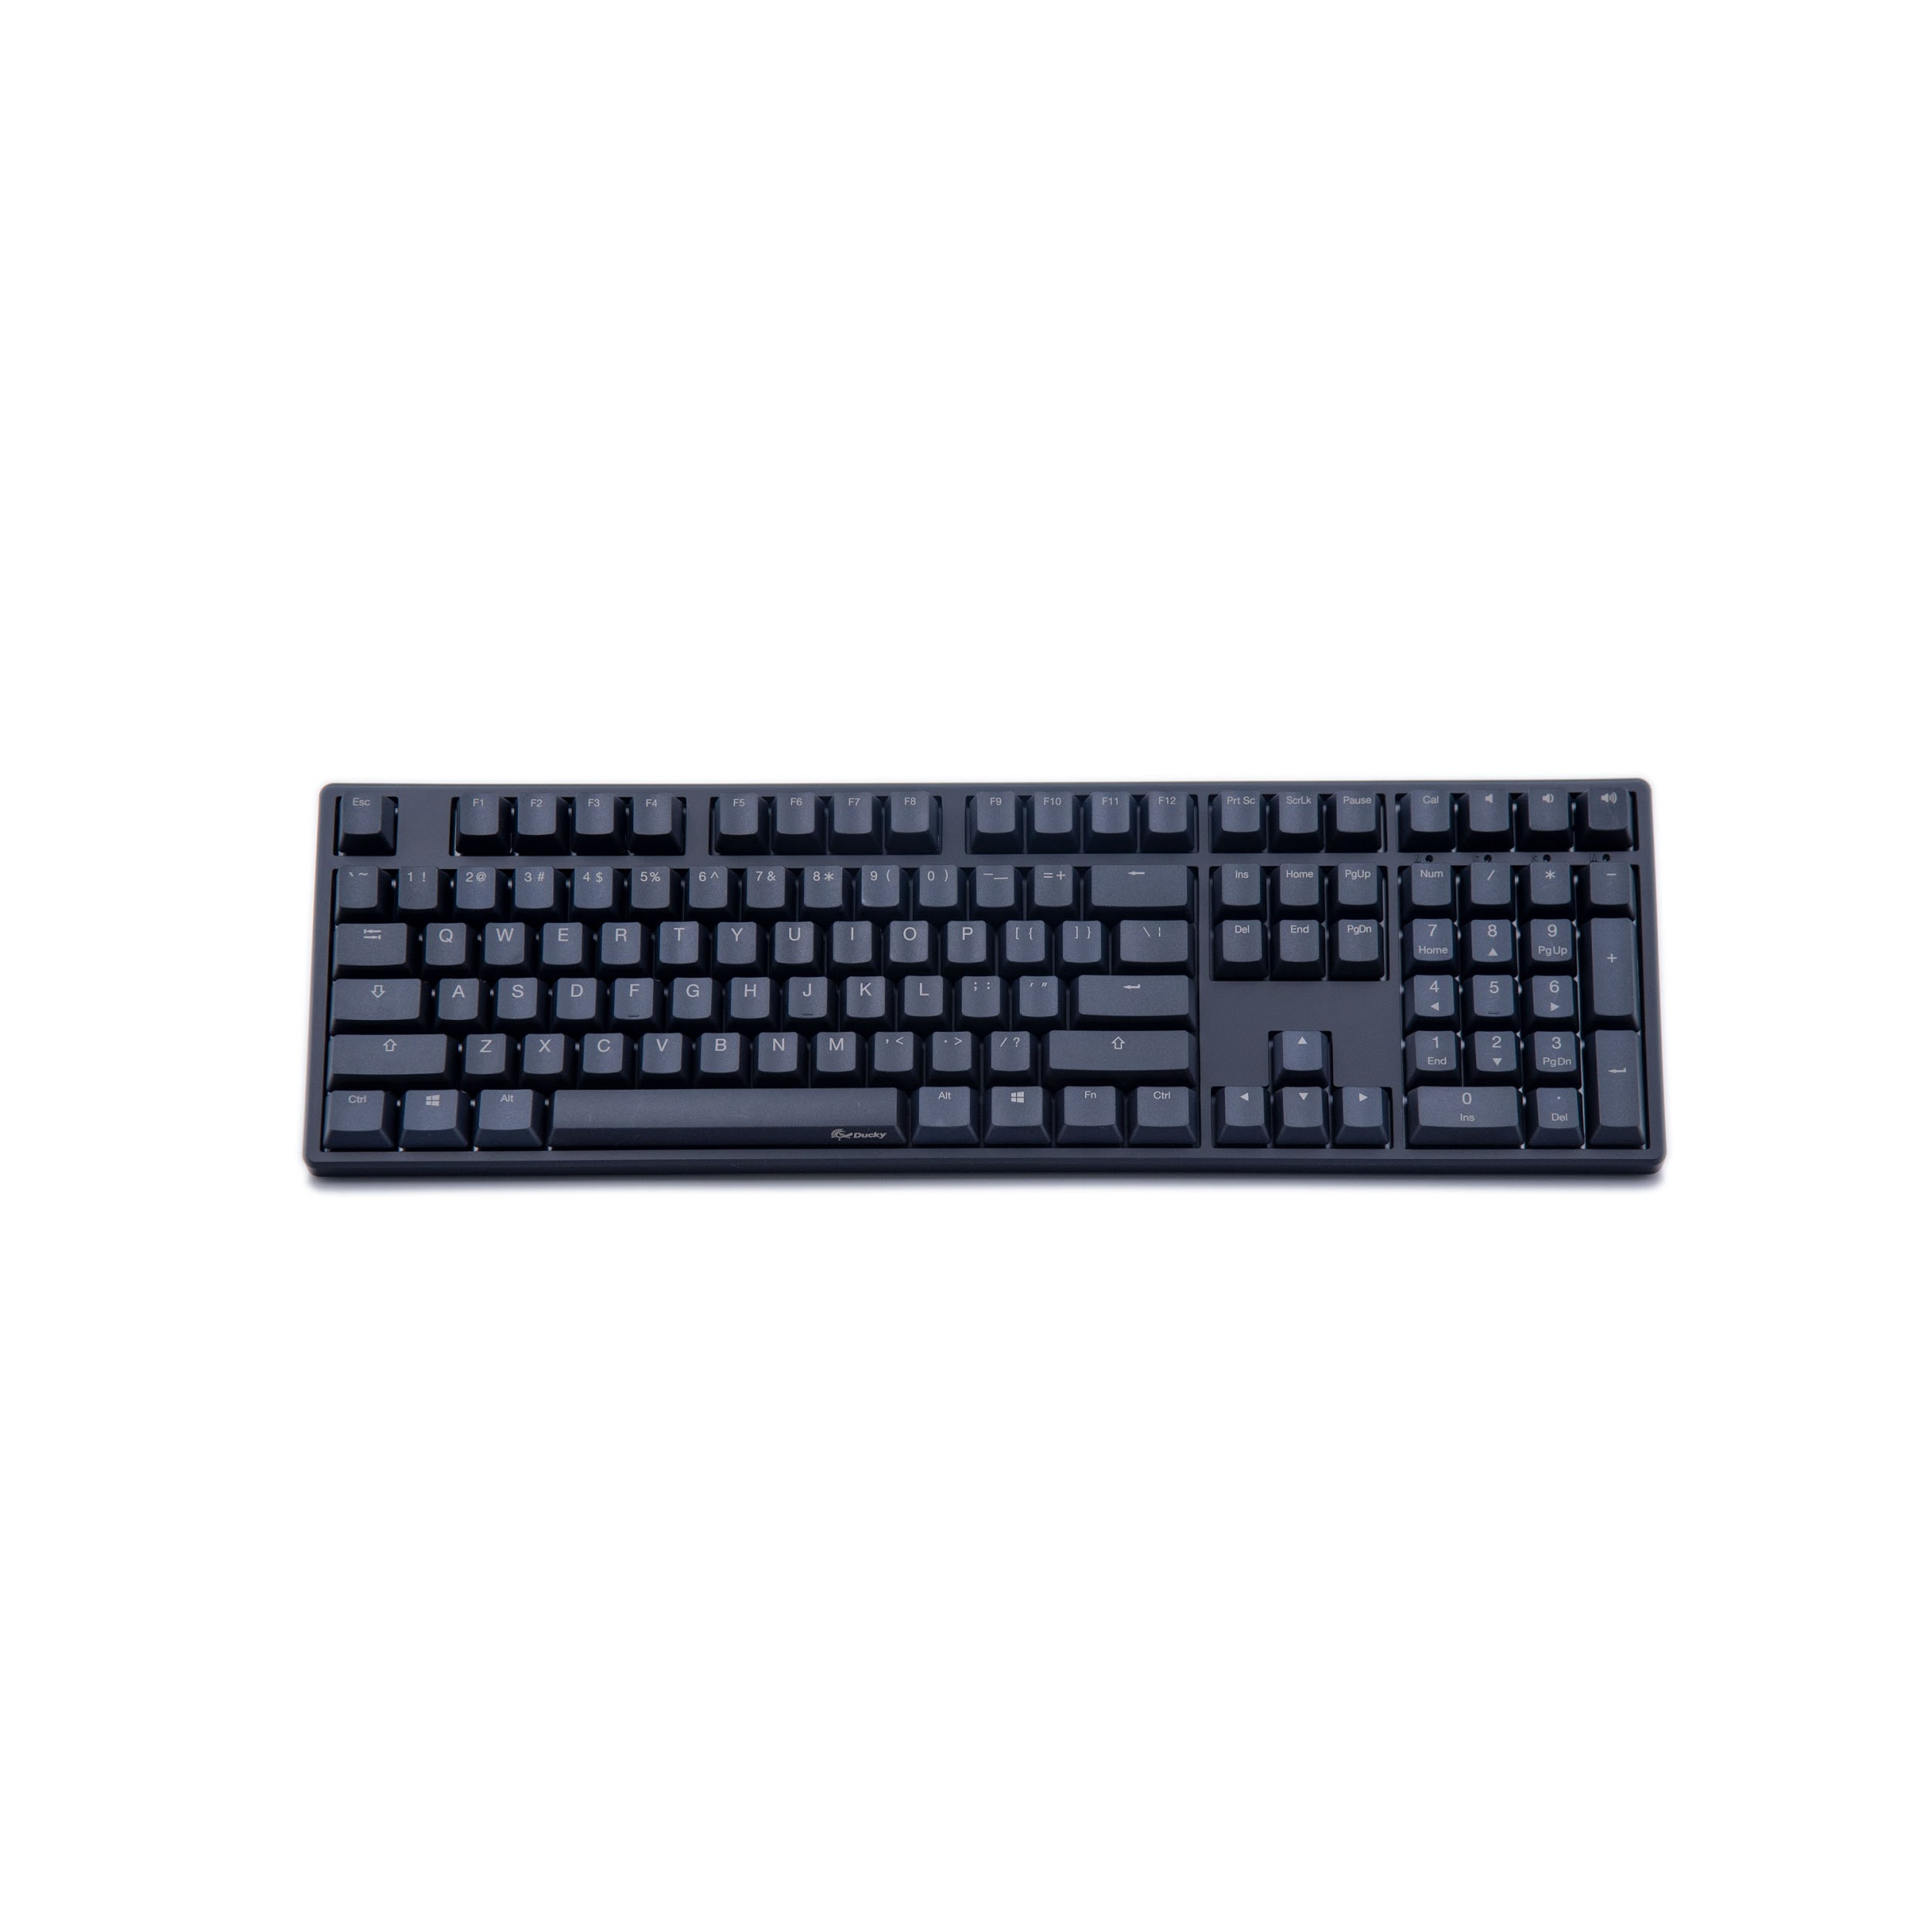 Esc F1 F2 F3 F4 F5 F6 F7 F8 F9 F10 F11 F12 Prt Sc ScrLk Pause Cal
` ~ 1 ! 2 @ 3 # 4 $ 5 % 6 ^ 7 & 8 * 9 ( 0 ) - _ = + Ins Home PgUp Num / * -
Q W E R T Y U I O P [ { ] } \ | Del End PgDn 7 Home 8 9 PgUp +
A S D F G H J K L ; : ' " 4 5 6
Z X C V B N M , < . > / ? 1 End 2 3 PgDn
Ctrl Alt Ducky Alt Fn Ctrl 0 Ins . Del